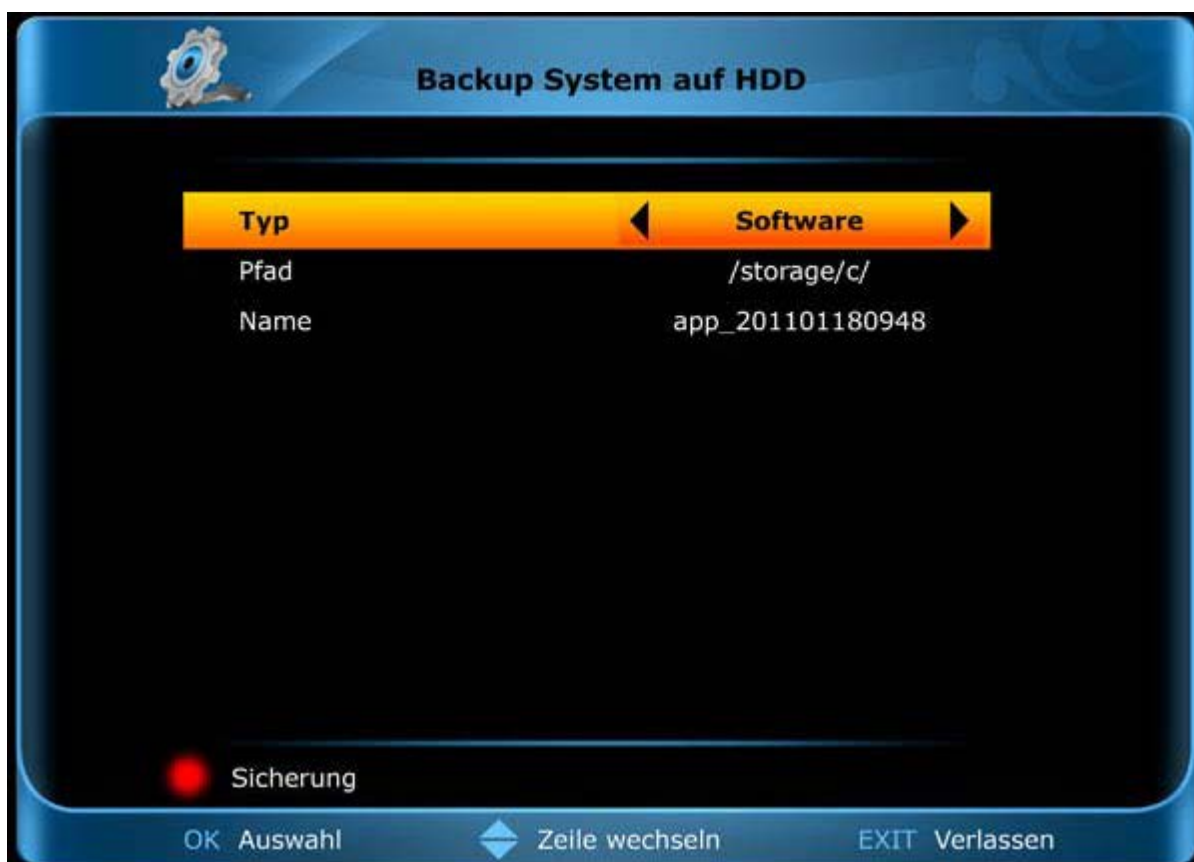 Backup System auf HDD
Typ Software
Pfad /storage/c/
Name app_201101180948
Sicherung
OK Auswahl Zeile wechseln EXIT Verlassen